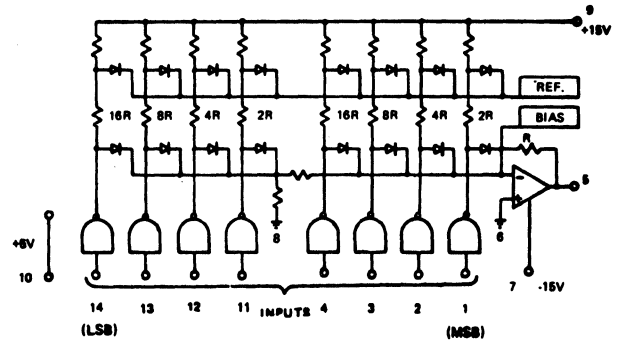 9
+15V
REF.
16R 8R 4R 2R 16R 8R 4R 2R
BIAS
R
5
8
6
+5V
10
7 -15V
14 13 12 11 INPUTS 4 3 2 1
(LSB) (MSB)